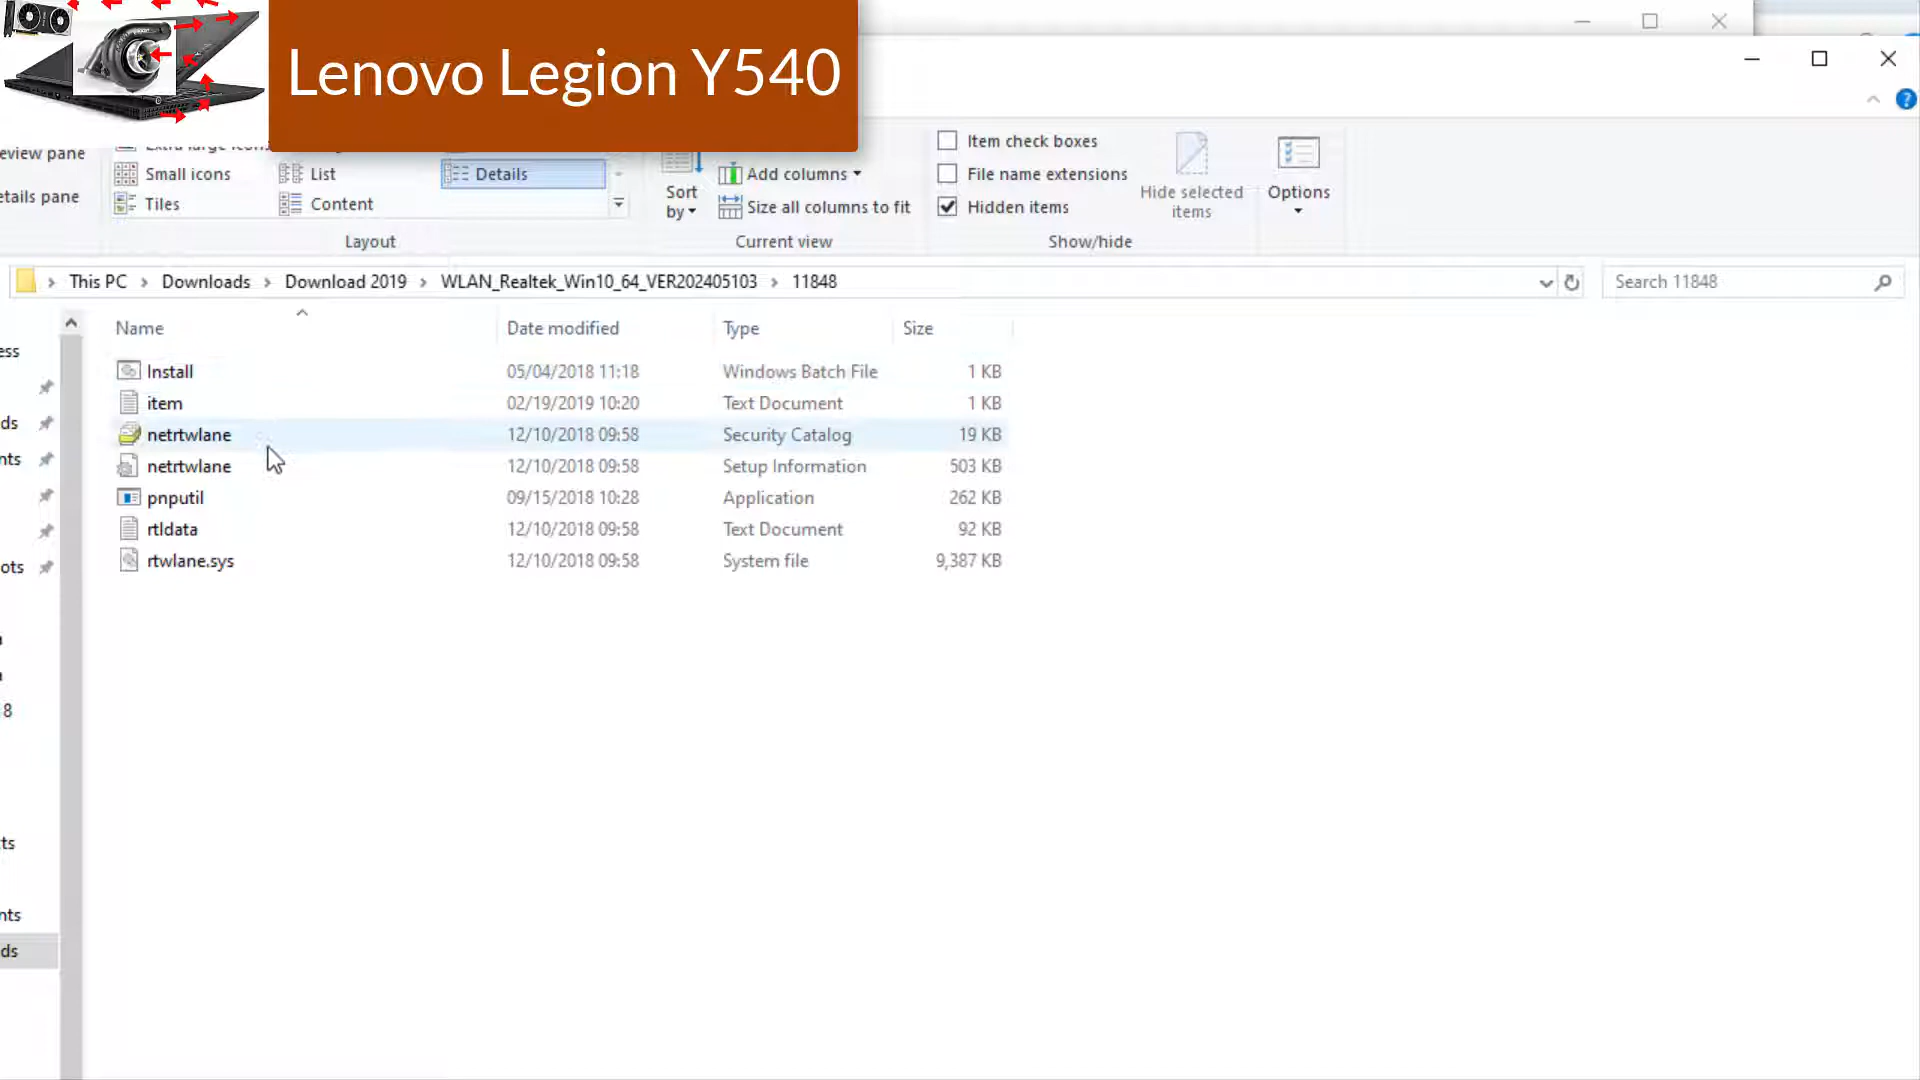 Lenovo Legion Y540
eview pane
Small icons
List
Details
etails pane
Tiles
Content
Layout
Sort by
Add columns
Size all columns to fit
Current view
Item check boxes
File name extensions
Hidden items
Hide selected items
Show/hide
Options
This PC > Downloads > Download 2019 > WLAN_Realtek_Win10_64_VER202405103 > 11848
Search 11848
Name Date modified Type Size
Install 05/04/2018 11:18 Windows Batch File 1 KB
item 02/19/2019 10:20 Text Document 1 KB
netrtwlane 12/10/2018 09:58 Security Catalog 19 KB
netrtwlane 12/10/2018 09:58 Setup Information 503 KB
pnputil 09/15/2018 10:28 Application 262 KB
rtldata 12/10/2018 09:58 Text Document 92 KB
rtwlane.sys 12/10/2018 09:58 System file 9,387 KB
ess
ds
nts
ots
8
ts
nts
ds